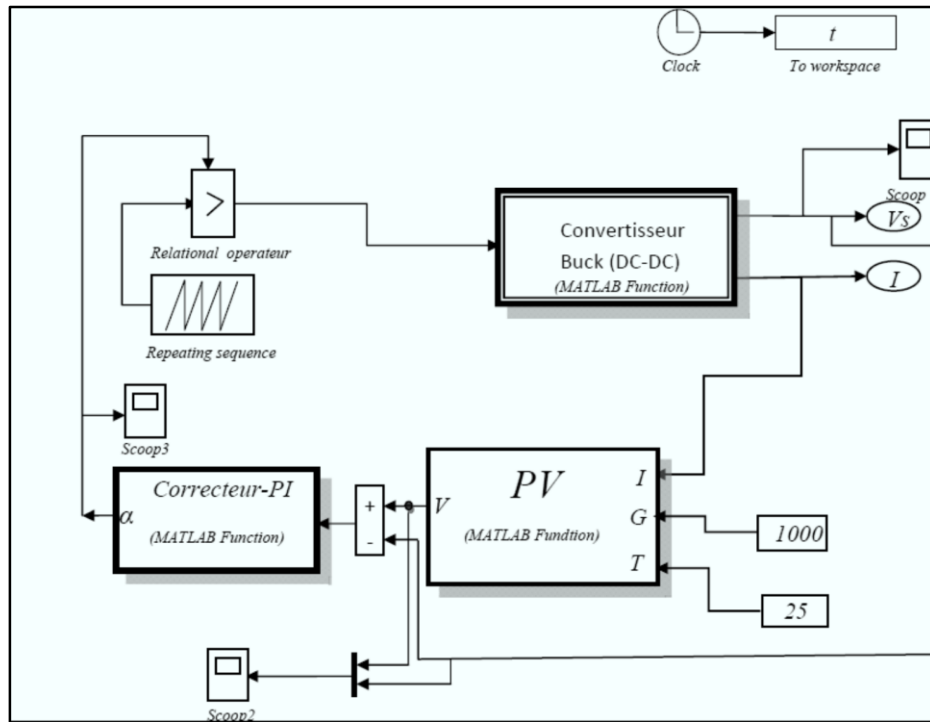 t
Clock
To workspace
>
Relational operateur
Repeating sequence
Convertisseur
Buck (DC-DC)
(MATLAB Function)
Scoop
Vs
I
Scoop3
Correcteur-PI
α
(MATLAB Function)
+
-
V
PV
(MATLAB Fundtion)
I
G
T
1000
25
Scoop2